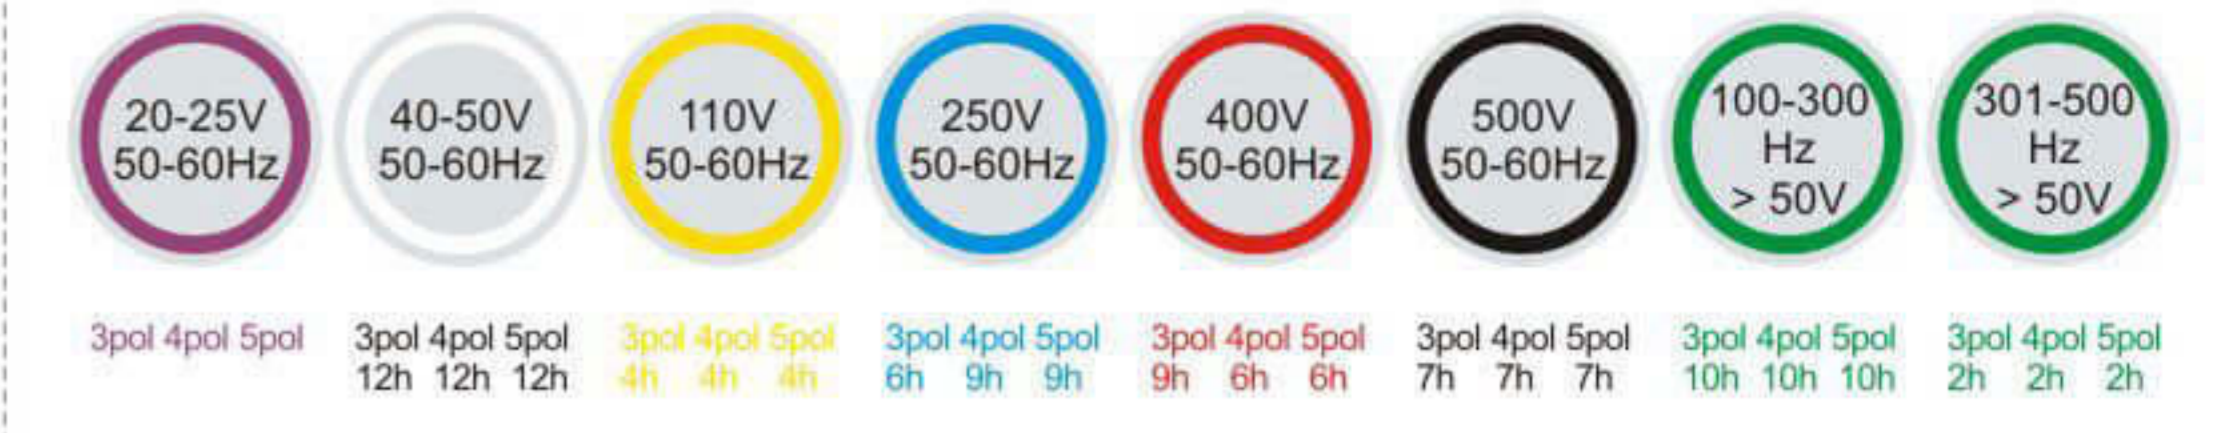 20-25V
50-60Hz
40-50V
50-60Hz
110V
50-60Hz
250V
50-60Hz
400V
50-60Hz
500V
50-60Hz
100-300
Hz
> 50V
301-500
Hz
> 50V
3pol 4pol 5pol
3pol 4pol 5pol
12h 12h 12h
3pol 4pol 5pol
4h 4h 4h
3pol 4pol 5pol
6h 9h 9h
3pol 4pol 5pol
9h 6h 6h
3pol 4pol 5pol
7h 7h 7h
3pol 4pol 5pol
10h 10h 10h
3pol 4pol 5pol
2h 2h 2h